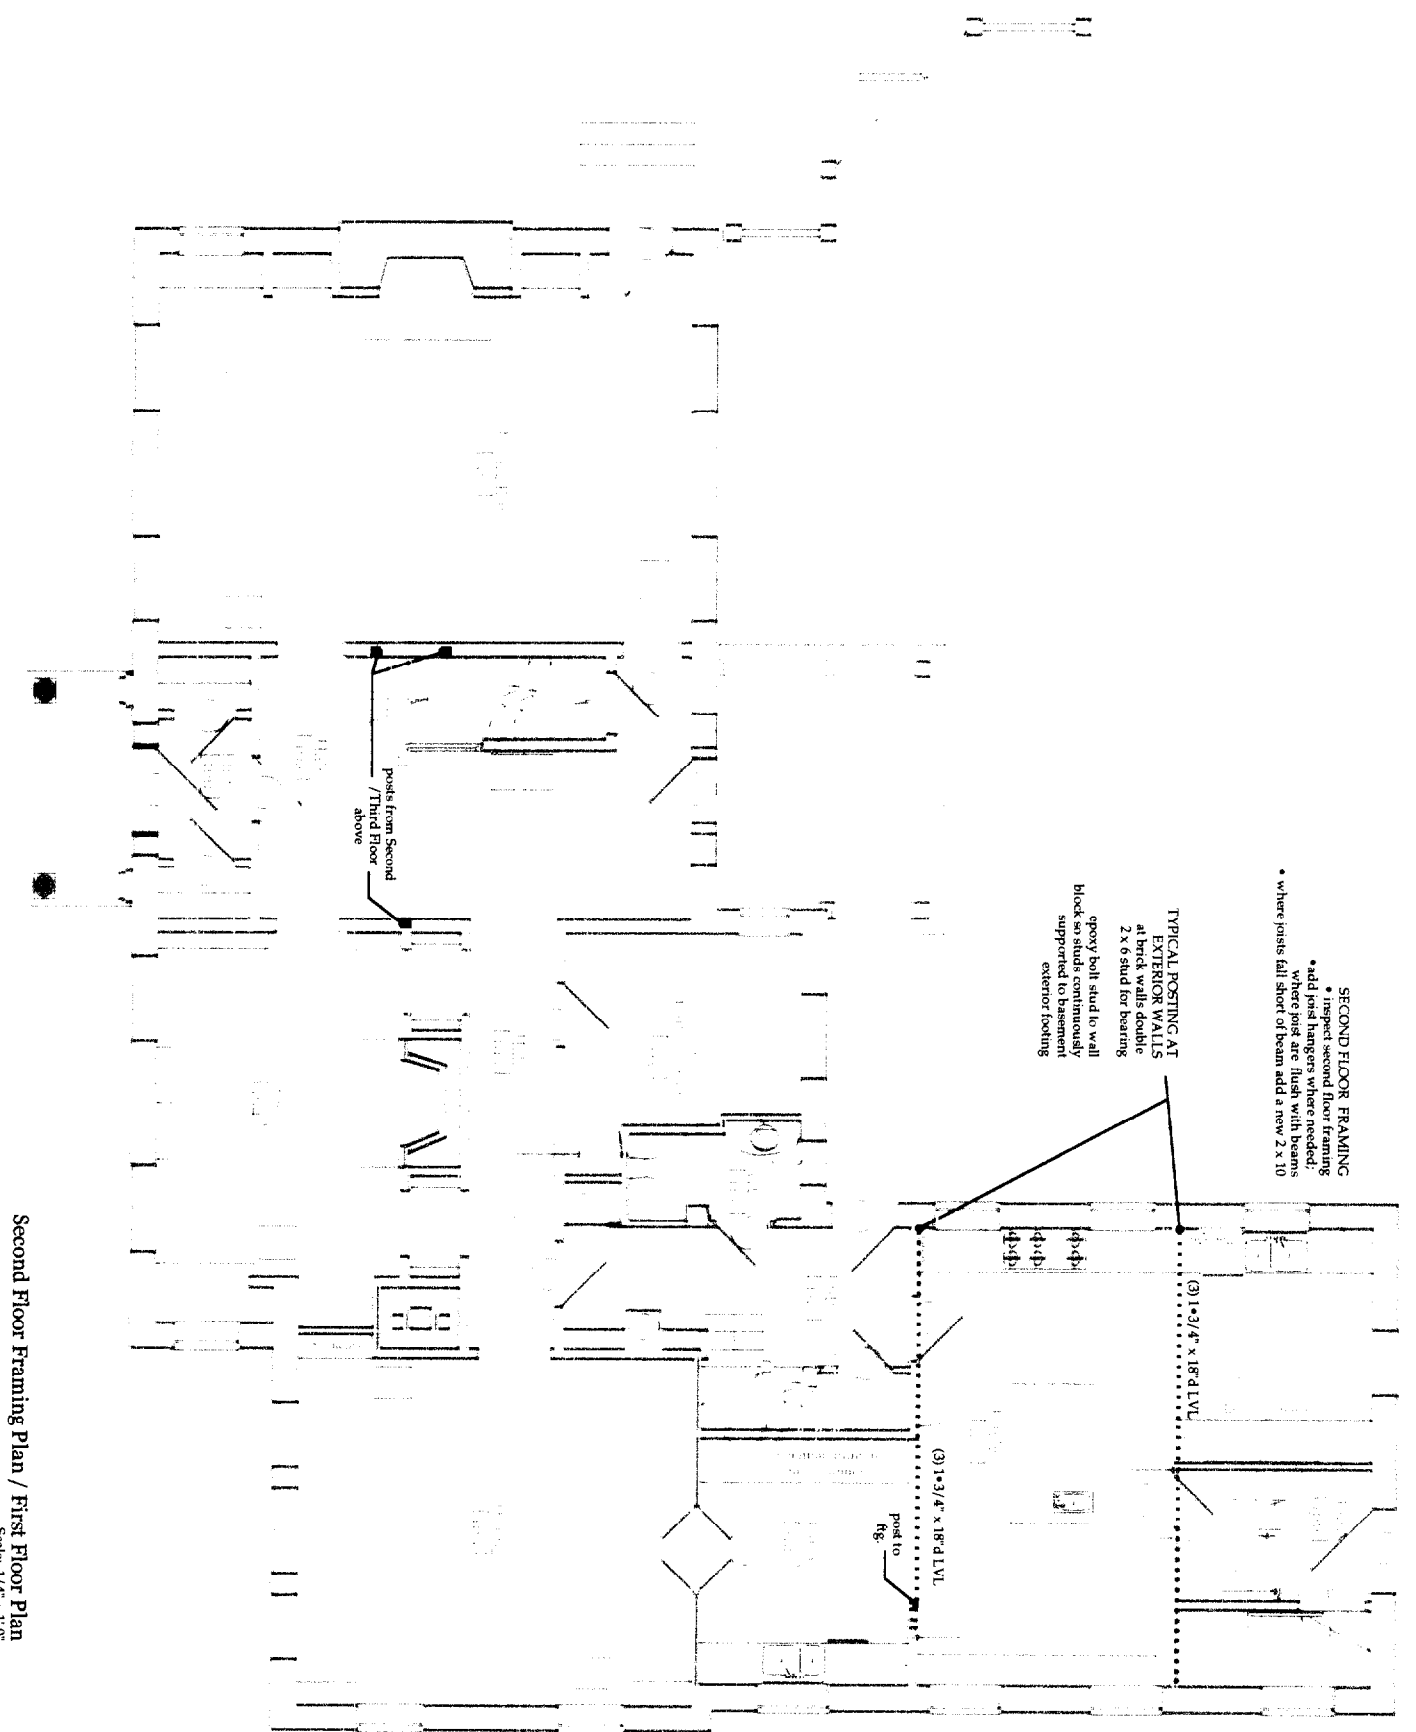 SECOND FLOOR FRAMING
• inspect second floor framing
• add joist hangers where needed;
where joist are flush with beams
• where joists fall short of beam add a new 2 x 10
TYPICAL POSTING AT
EXTERIOR WALLS
at brick walls double
2 x 6 stud for bearing
epoxy bolt stud to wall
block so studs continuously
supported to basement
exterior footing
(3) 1•3/4" x 18"d LVL
(3) 1•3/4" x 18"d LVL
post to
ftg.
posts from Second
/Third Floor
above
Second Floor Framing Plan / First Floor Plan